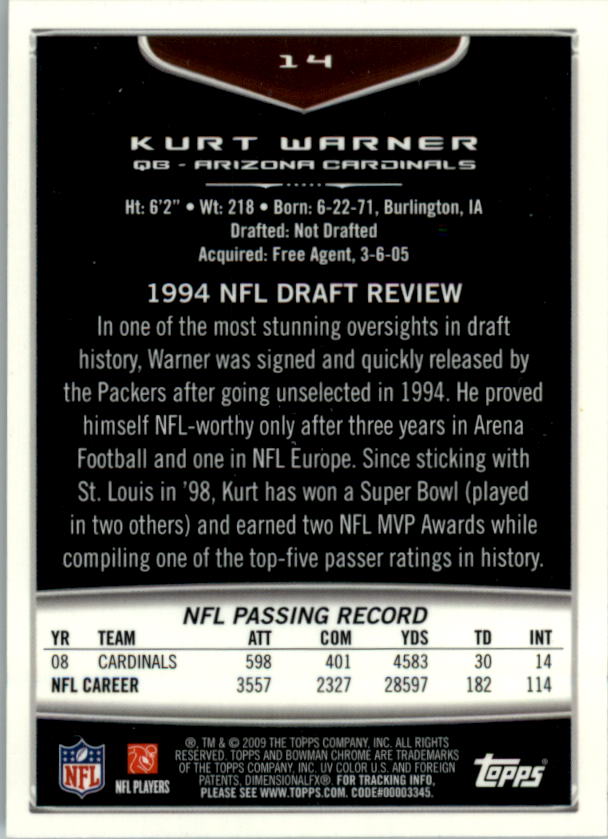 14
KURT WARNER
QB - ARIZONA CARDINALS
Ht: 6'2" • Wt: 218 • Born: 6-22-71, Burlington, IA
Drafted: Not Drafted
Acquired: Free Agent, 3-6-05
1994 NFL DRAFT REVIEW
In one of the most stunning oversights in draft
history, Warner was signed and quickly released by
the Packers after going unselected in 1994. He proved
himself NFL-worthy only after three years in Arena
Football and one in NFL Europe. Since sticking with
St. Louis in '98, Kurt has won a Super Bowl (played
in two others) and earned two NFL MVP Awards while
compiling one of the top-five passer ratings in history.
NFL PASSING RECORD
YR TEAM ATT COM YDS TD INT
08 CARDINALS 598 401 4583 30 14
NFL CAREER 3557 2327 28597 182 114
®, TM & © 2009 THE TOPPS COMPANY, INC. ALL RIGHTS
RESERVED. TOPPS AND BOWMAN CHROME ARE TRADEMARKS
OF THE TOPPS COMPANY, INC. UV COLOR U.S. AND FOREIGN
PATENTS. DIMENSIONALFX®. FOR TRACKING INFO,
PLEASE SEE WWW.TOPPS.COM. CODE#00003345.
NFL
NFL PLAYERS
Topps®